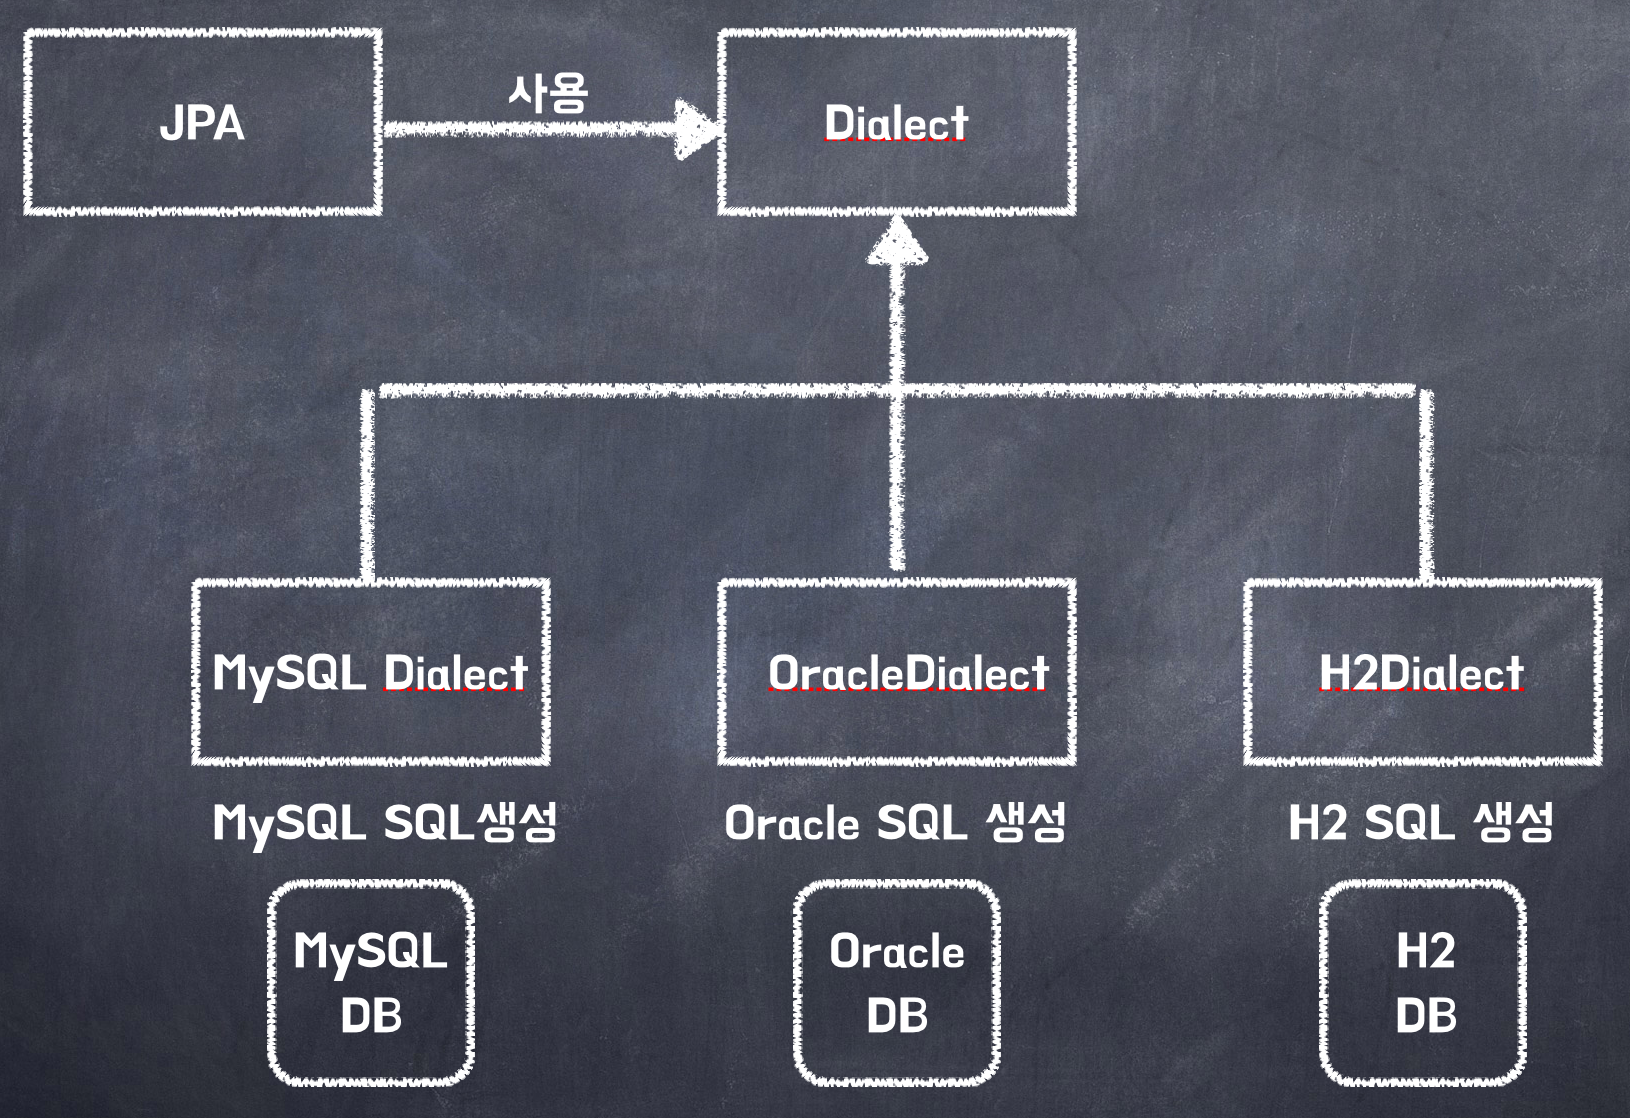 JPA
사용
Dialect
MySQL Dialect
OracleDialect
H2Dialect
MySQL SQL생성
Oracle SQL 생성
H2 SQL 생성
MySQL
DB
Oracle
DB
H2
DB